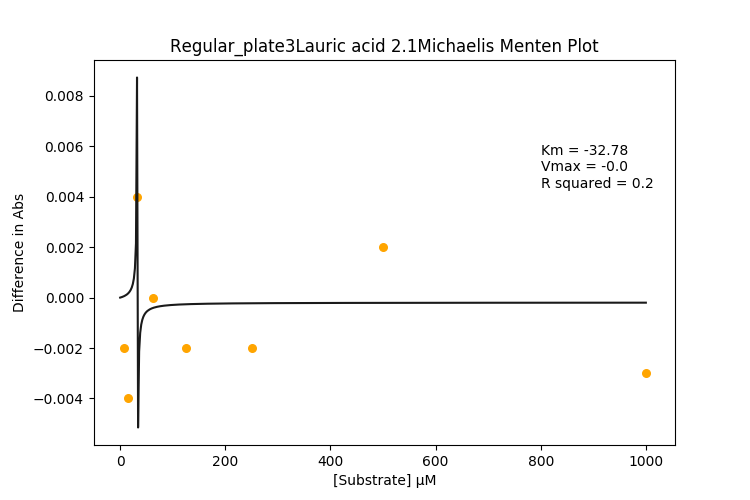 Regular_plate3Lauric acid 2.1Michaelis Menten Plot
0.008
0.006
0.004
0.002
0.000
−0.002
−0.004
Difference in Abs
Km = -32.78
Vmax = -0.0
R squared = 0.2
0 200 400 600 800 1000
[Substrate] μM